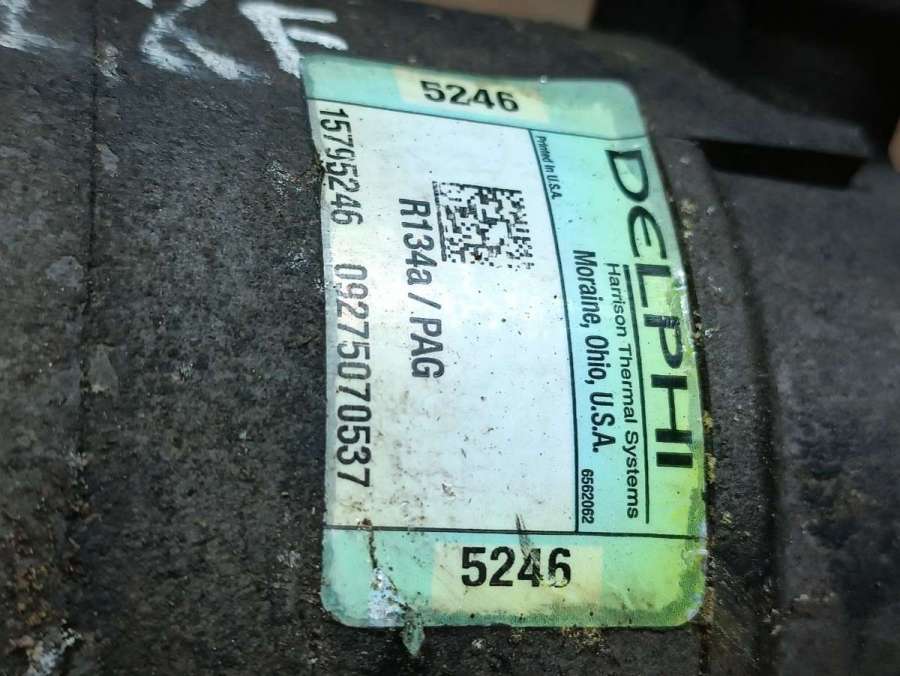 5246
DELPHI
Harrison Thermal Systems
Moraine, Ohio, U.S.A.
Printed in U.S.A.
6562062
R134a / PAG
15795246 09275070537
5246